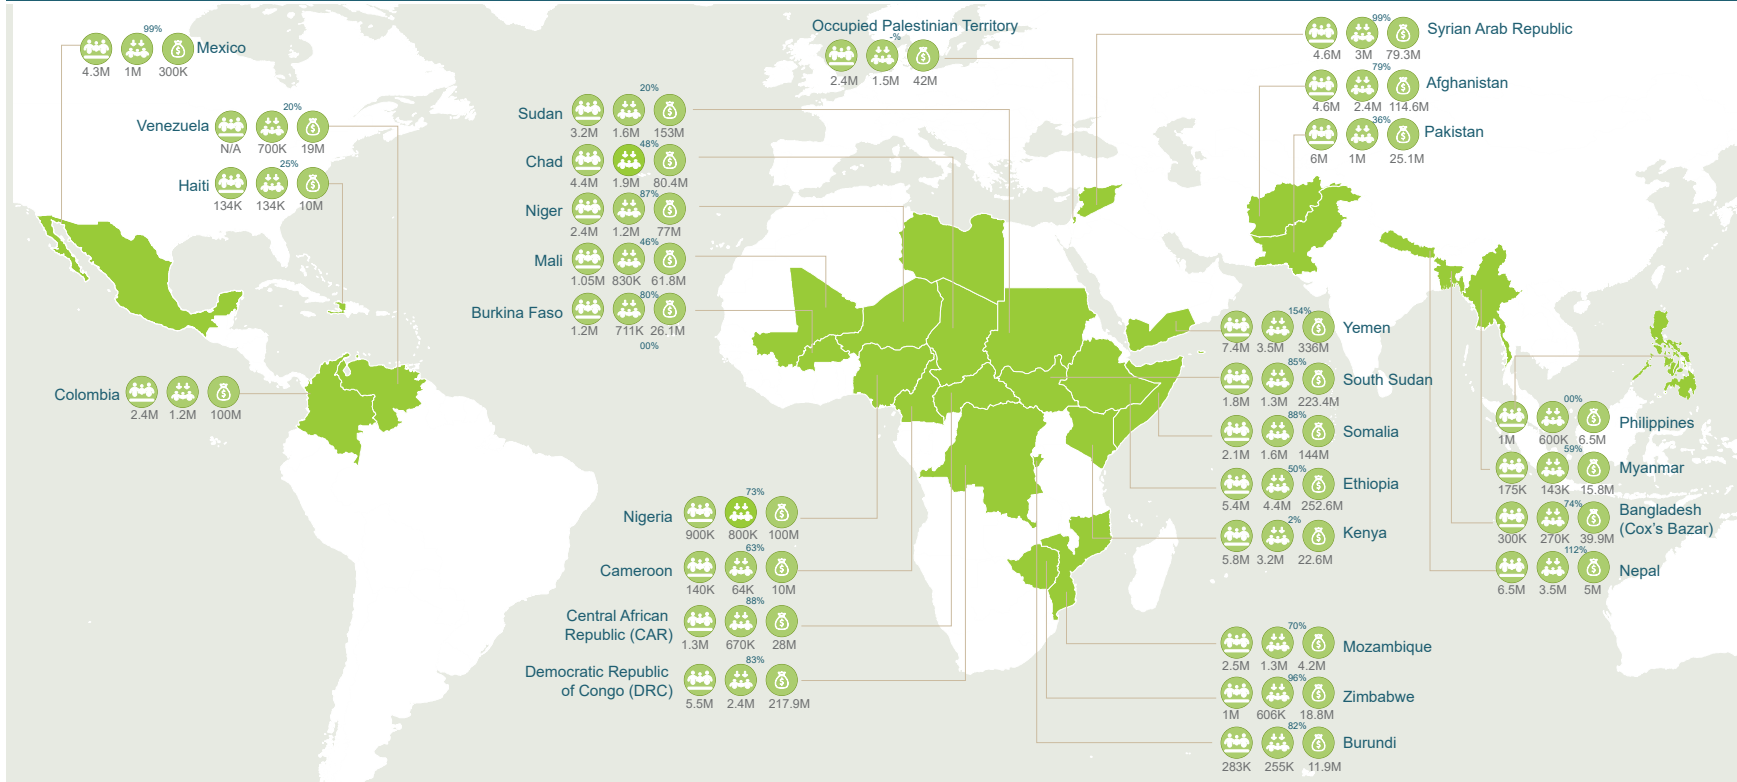 99%
Mexico
4.3M 1M 300K
20%
Venezuela
N/A 700K 19M
25%
Haiti
134K 134K 10M
Colombia
2.4M 1.2M 100M
Occupied Palestinian Territory
-%
2.4M 1.5M 42M
20%
Sudan
3.2M 1.6M 153M
48%
Chad
4.4M 1.9M 80.4M
87%
Niger
2.4M 1.2M 77M
46%
Mali
1.05M 830K 61.8M
80%
Burkina Faso
1.2M 711K 26.1M
00%
73%
Nigeria
900K 800K 100M
63%
Cameroon
140K 64K 10M
88%
Central African
Republic (CAR)
1.3M 670K 28M
83%
Democratic Republic
of Congo (DRC)
5.5M 2.4M 217.9M
99%
Syrian Arab Republic
4.6M 3M 79.3M
79%
Afghanistan
4.6M 2.4M 114.6M
36%
Pakistan
6M 1M 25.1M
154%
Yemen
7.4M 3.5M 336M
85%
South Sudan
1.8M 1.3M 223.4M
88%
Somalia
2.1M 1.6M 144M
50%
Ethiopia
5.4M 4.4M 252.6M
2%
Kenya
5.8M 3.2M 22.6M
70%
Mozambique
2.5M 1.3M 4.2M
96%
Zimbabwe
1M 606K 18.8M
82%
Burundi
283K 255K 11.9M
00%
Philippines
1M 600K 6.5M
59%
Myanmar
175K 143K 15.8M
74%
Bangladesh
(Cox's Bazar)
300K 270K 39.9M
112%
Nepal
6.5M 3.5M 5M